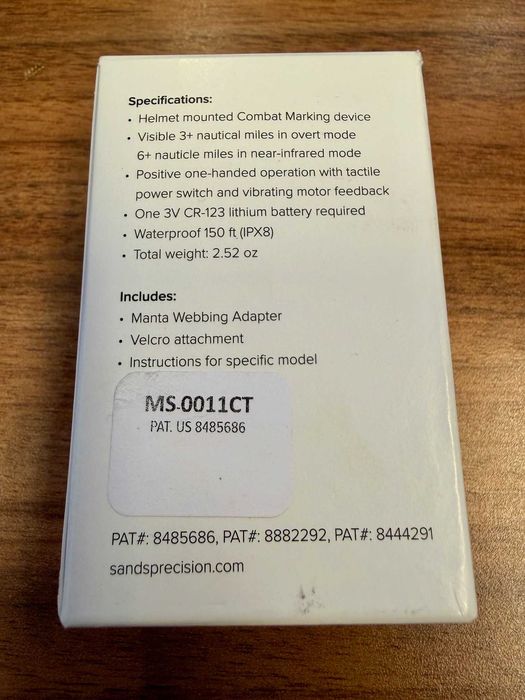 Specifications:
• Helmet mounted Combat Marking device
• Visible 3+ nautical miles in overt mode
6+ nauticle miles in near-infrared mode
• Positive one-handed operation with tactile
power switch and vibrating motor feedback
• One 3V CR-123 lithium battery required
• Waterproof 150 ft (IPX8)
• Total weight: 2.52 oz
Includes:
• Manta Webbing Adapter
• Velcro attachment
• Instructions for specific model
MS-0011CT
PAT. US 8485686
PAT#: 8485686, PAT#: 8882292, PAT#: 8444291
sandsprecision.com